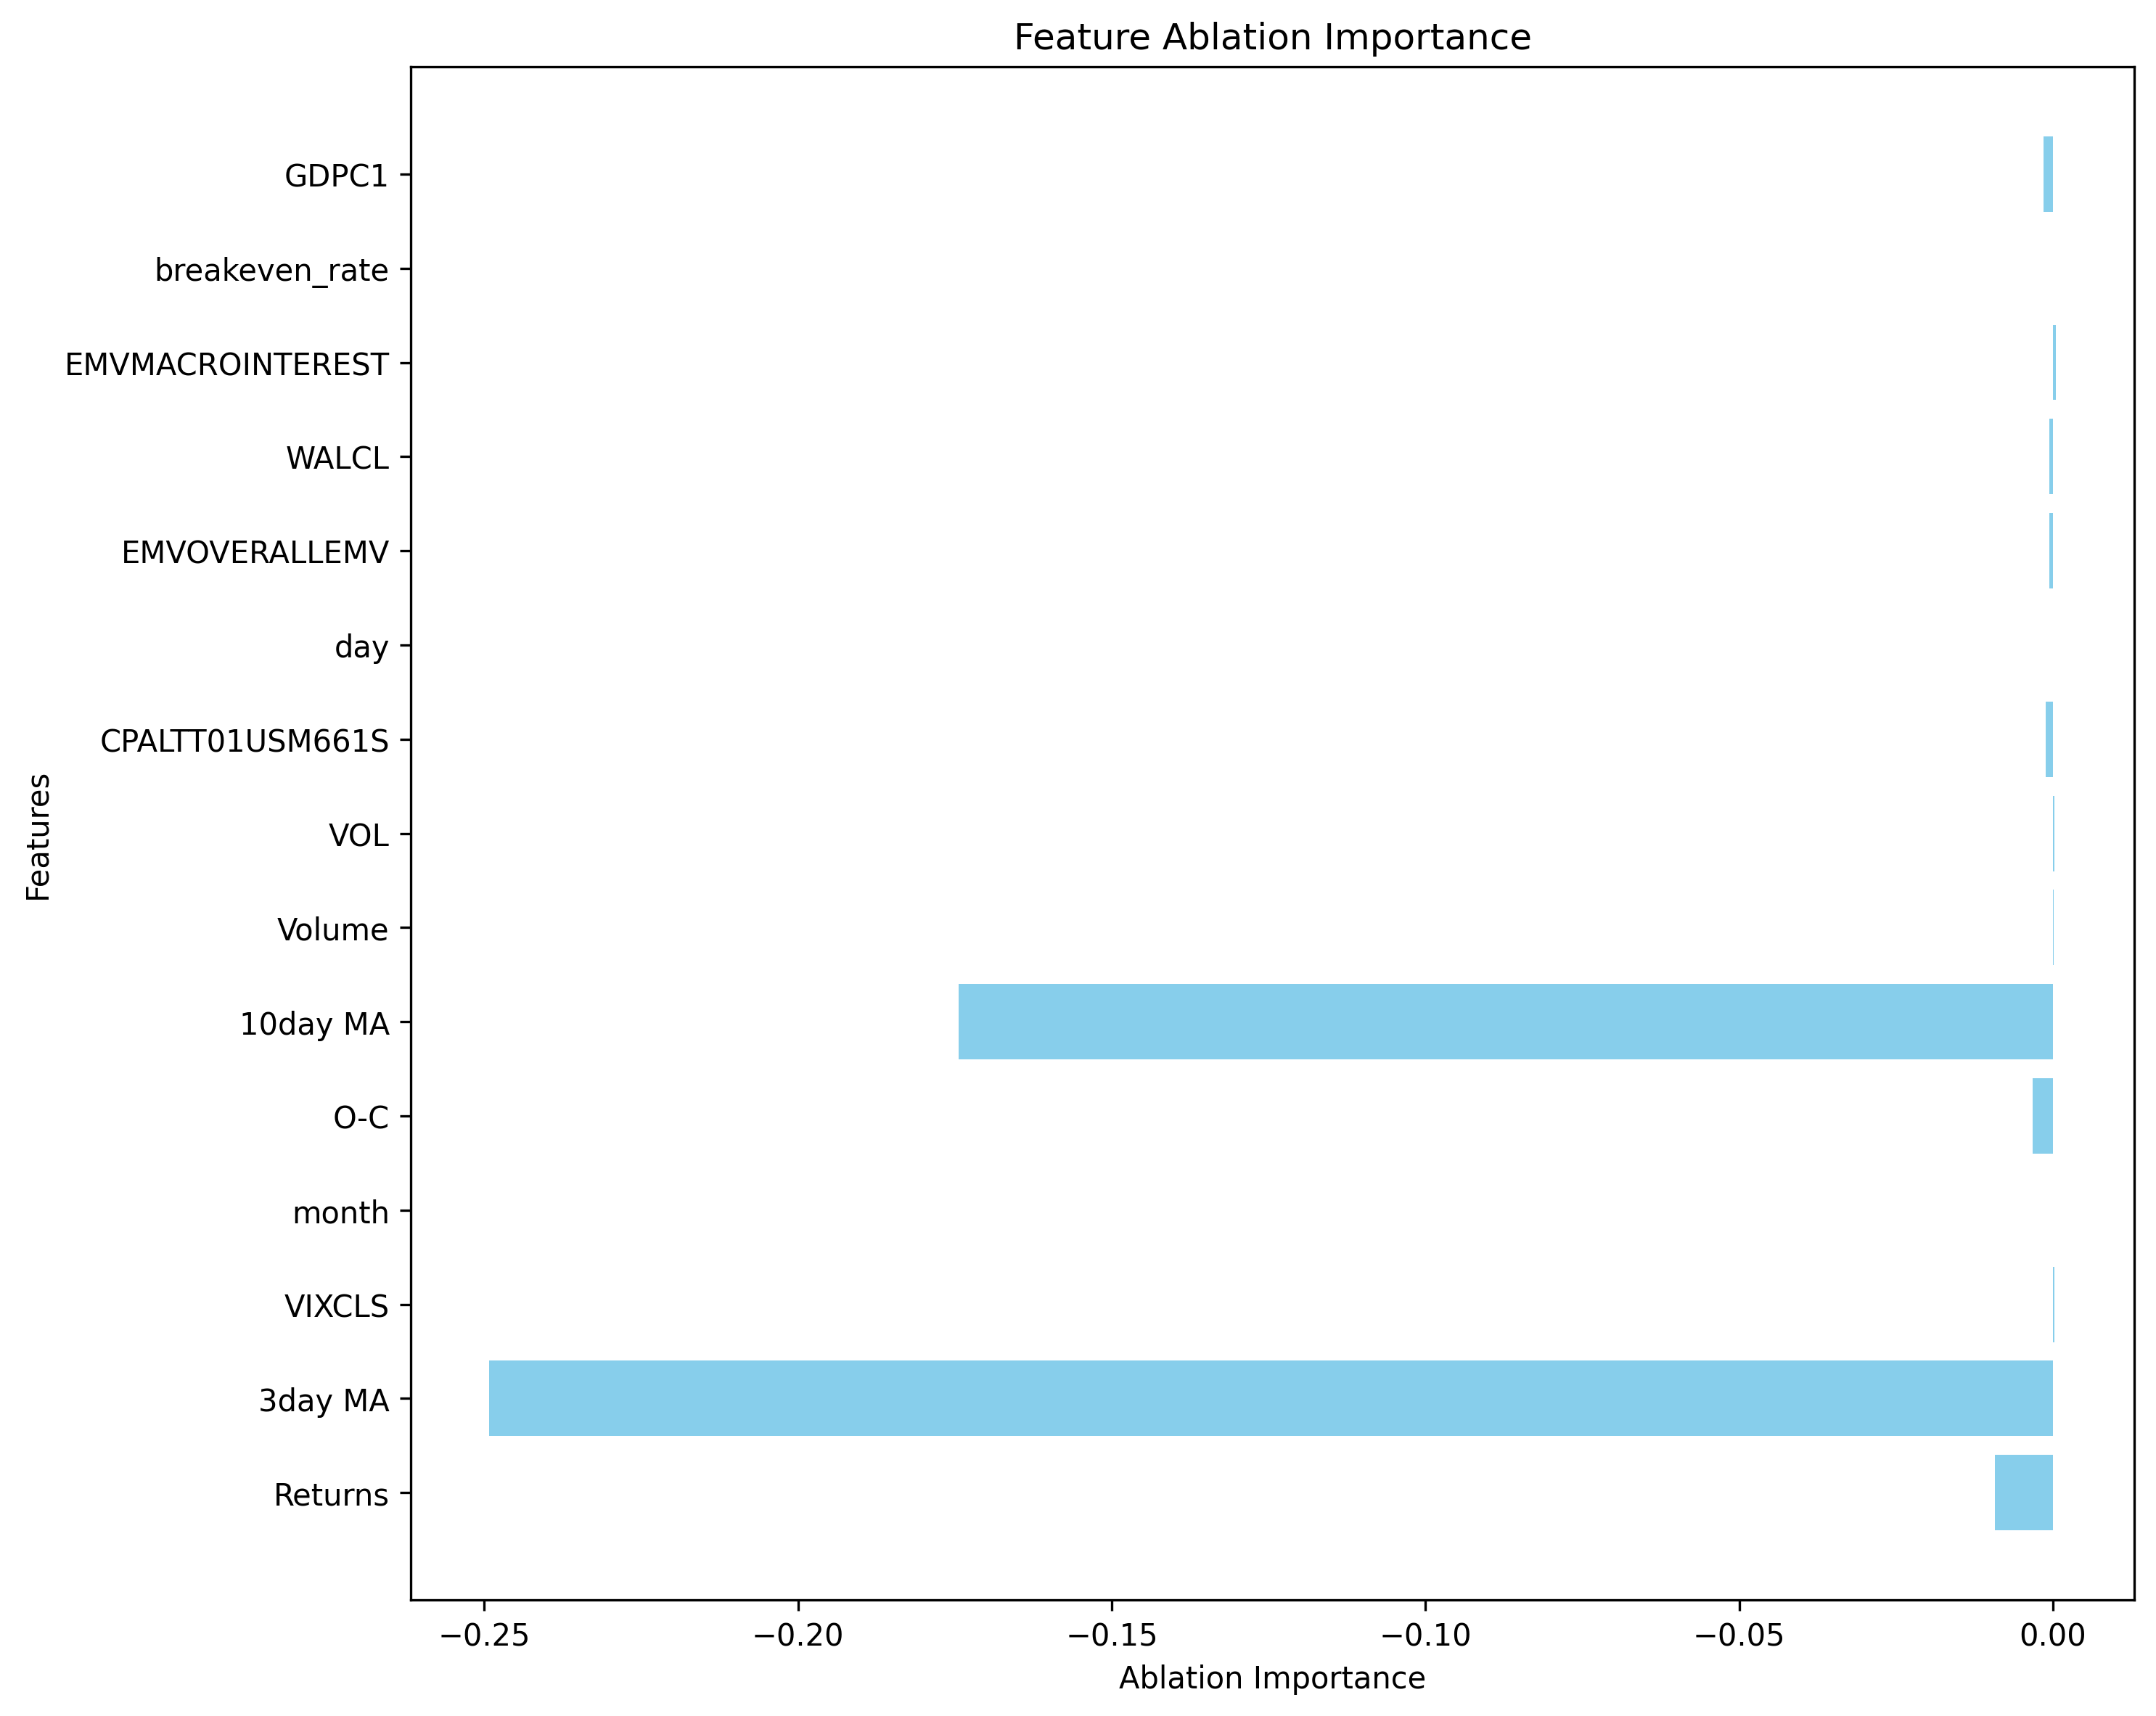 Feature Ablation Importance
GDPC1
breakeven_rate
EMVMACROINTEREST
WALCL
EMVOVERALLEMV
day
CPALTT01USM661S
VOL
Volume
10day MA
O-C
month
VIXCLS
3day MA
Returns
Features
−0.25 −0.20 −0.15 −0.10 −0.05 0.00
Ablation Importance